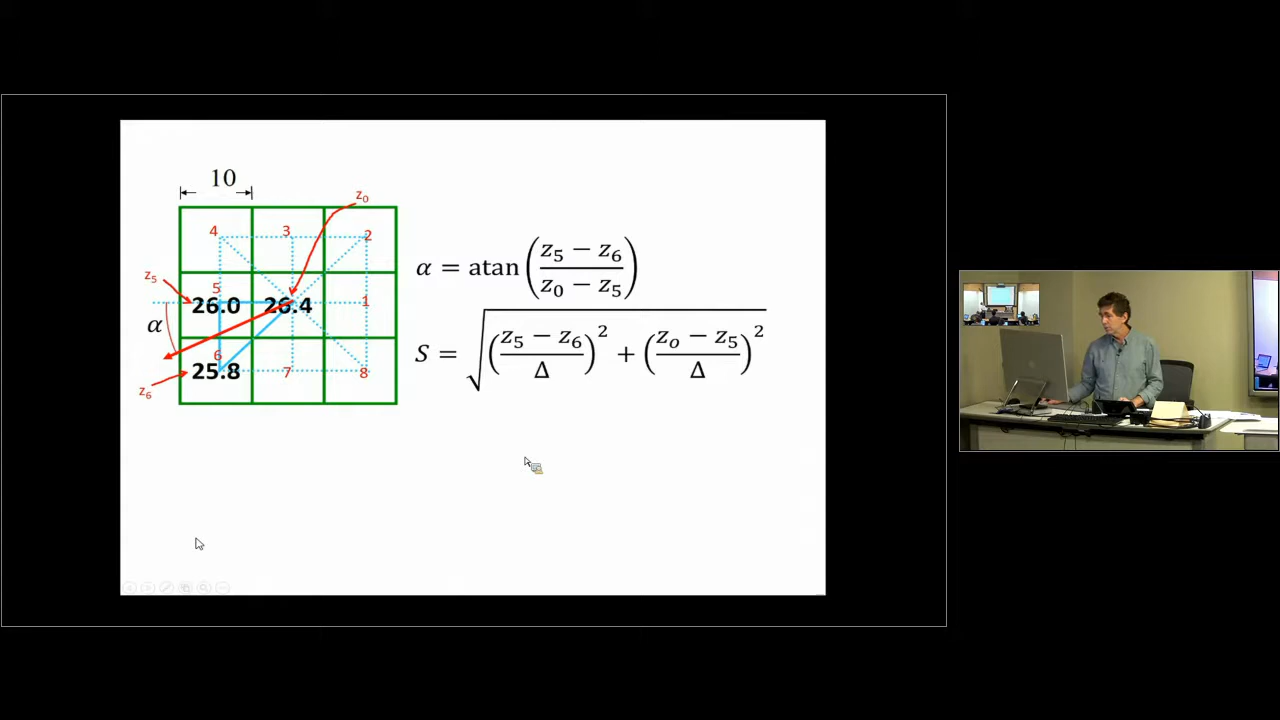 10
z₀
4 3 2
z₅
5
26.0 26.4 1
α
6
25.8 7 8
z₆
α = atan((z₅ − z₆)/(z₀ − z₅))
S = √(((z₅ − z₆)/Δ)² + ((zₒ − z₅)/Δ)²)